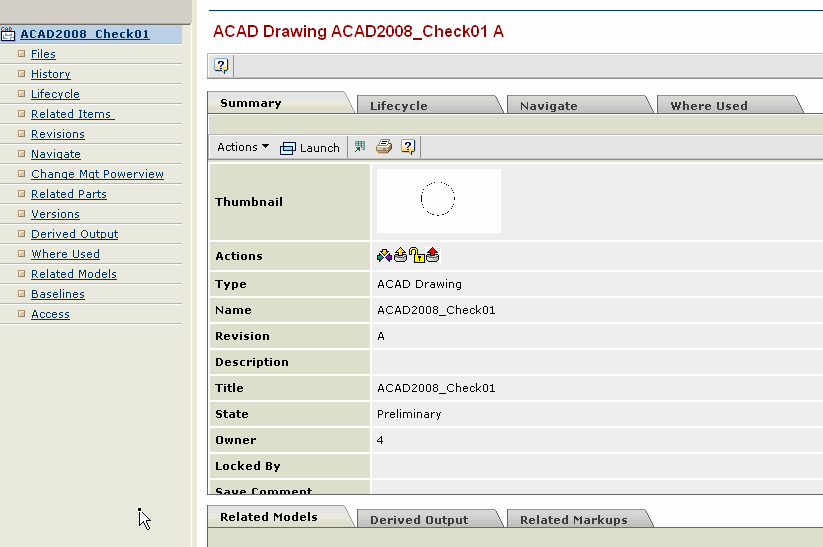 CAD
ACAD2008_Check01
Files
History
Lifecycle
Related Items
Revisions
Navigate
Change Mgt Powerview
Related Parts
Versions
Derived Output
Where Used
Related Models
Baselines
Access
ACAD Drawing ACAD2008_Check01 A
Summary Lifecycle Navigate Where Used
Actions Launch
Thumbnail
Actions
Type ACAD Drawing
Name ACAD2008_Check01
Revision A
Description
Title ACAD2008_Check01
State Preliminary
Owner 4
Locked By
Save Comment
Related Models Derived Output Related Markups